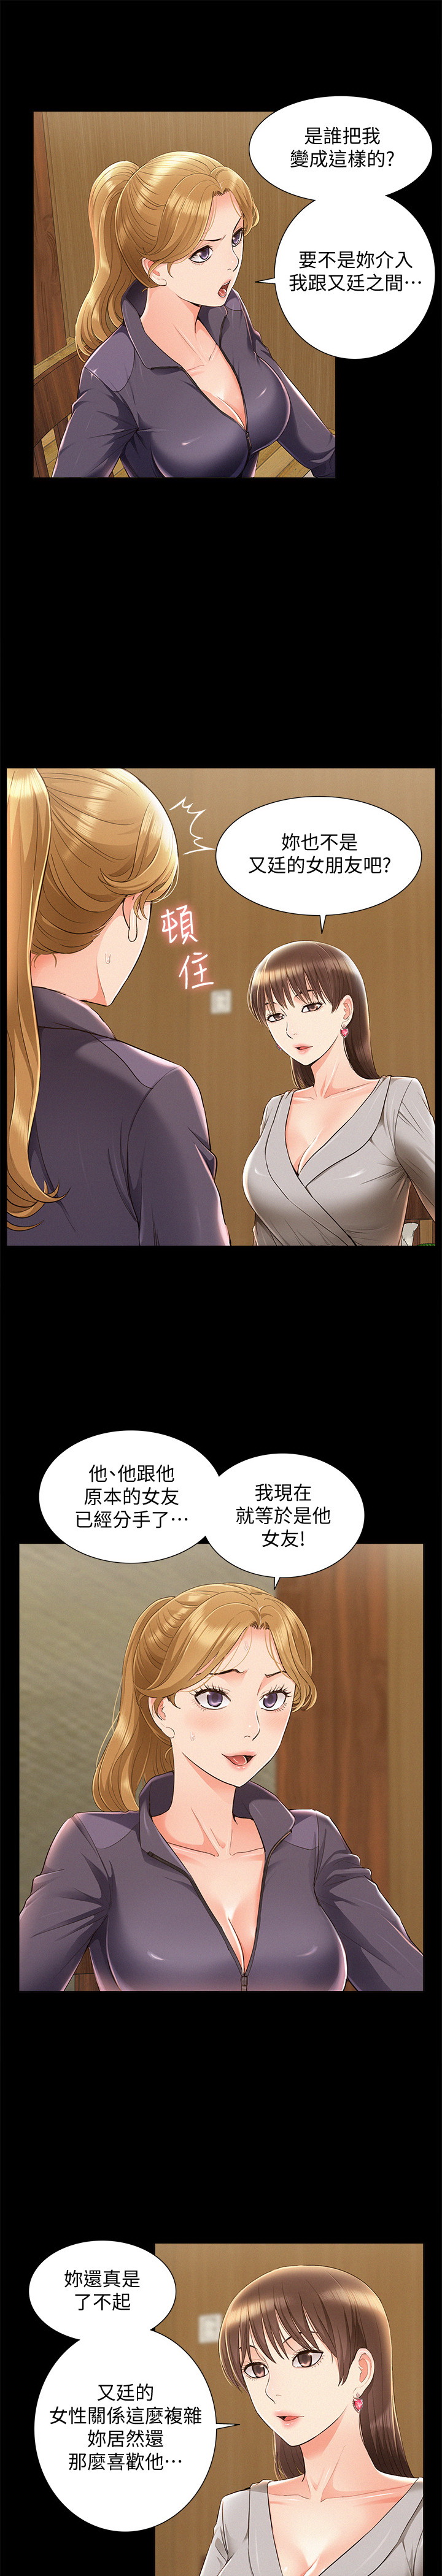 是誰把我
變成這樣的?
要不是妳介入
我跟又廷之間…
妳也不是
又廷的女朋友吧?
頓住
他、他跟他
原本的女友
已經分手了…
我現在
就等於是他
女友!
妳還真是
了不起
又廷的
女性關係這麼複雜
妳居然還
那麼喜歡他…